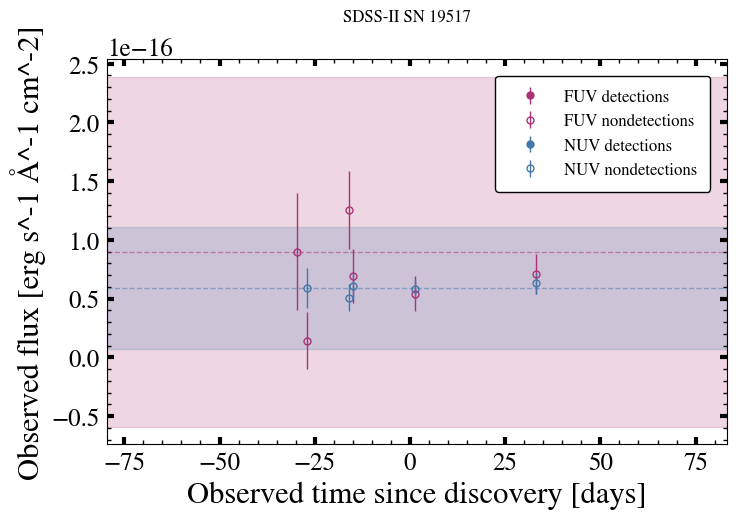 SDSS-II SN 19517
1e−16
Observed flux [erg s^-1 Å^-1 cm^-2]
2.5
2.0
1.5
1.0
0.5
0.0
−0.5
FUV detections
FUV nondetections
NUV detections
NUV nondetections
−75 −50 −25 0 25 50 75
Observed time since discovery [days]